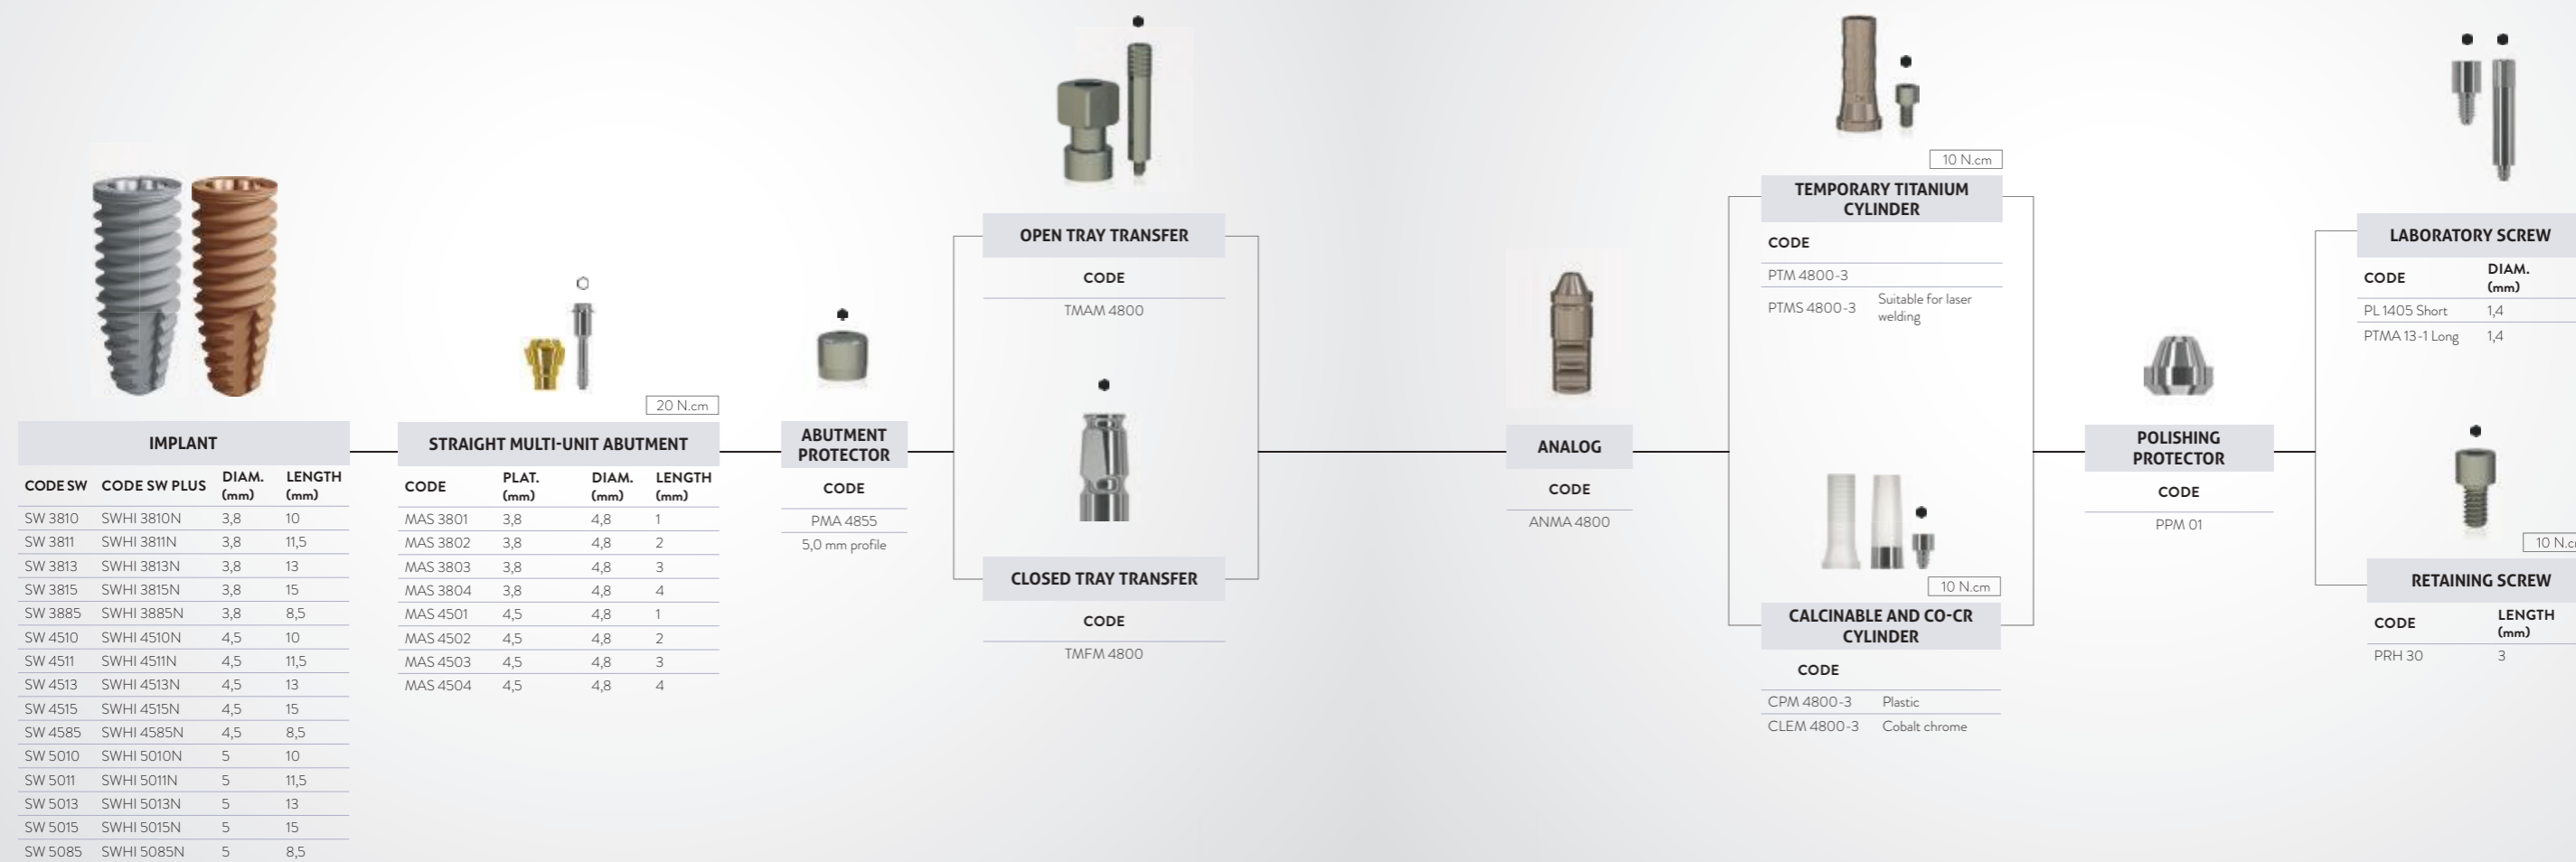 IMPLANT
CODE SW CODE SW PLUS DIAM. (mm) LENGTH (mm)
SW 3810 SWHI 3810N 3,8 10
SW 3811 SWHI 3811N 3,8 11,5
SW 3813 SWHI 3813N 3,8 13
SW 3815 SWHI 3815N 3,8 15
SW 3885 SWHI 3885N 3,8 8,5
SW 4510 SWHI 4510N 4,5 10
SW 4511 SWHI 4511N 4,5 11,5
SW 4513 SWHI 4513N 4,5 13
SW 4515 SWHI 4515N 4,5 15
SW 4585 SWHI 4585N 4,5 8,5
SW 5010 SWHI 5010N 5 10
SW 5011 SWHI 5011N 5 11,5
SW 5013 SWHI 5013N 5 13
SW 5015 SWHI 5015N 5 15
SW 5085 SWHI 5085N 5 8,5
20 N.cm
STRAIGHT MULTI-UNIT ABUTMENT
CODE PLAT. (mm) DIAM. (mm) LENGTH (mm)
MAS 3801 3,8 4,8 1
MAS 3802 3,8 4,8 2
MAS 3803 3,8 4,8 3
MAS 3804 3,8 4,8 4
MAS 4501 4,5 4,8 1
MAS 4502 4,5 4,8 2
MAS 4503 4,5 4,8 3
MAS 4504 4,5 4,8 4
ABUTMENT
PROTECTOR
CODE
PMA 4855
5,0 mm profile
OPEN TRAY TRANSFER
CODE
TMAM 4800
CLOSED TRAY TRANSFER
CODE
TMFM 4800
ANALOG
CODE
ANMA 4800
10 N.cm
TEMPORARY TITANIUM
CYLINDER
CODE
PTM 4800-3
PTMS 4800-3 Suitable for laser
welding
10 N.cm
CALCINABLE AND CO-CR
CYLINDER
CODE
CPM 4800-3 Plastic
CLEM 4800-3 Cobalt chrome
POLISHING
PROTECTOR
CODE
PPM 01
LABORATORY SCREW
CODE DIAM. (mm)
PL 1405 Short 1,4
PTMA 13-1 Long 1,4
10 N.c
RETAINING SCREW
CODE LENGTH (mm)
PRH 30 3